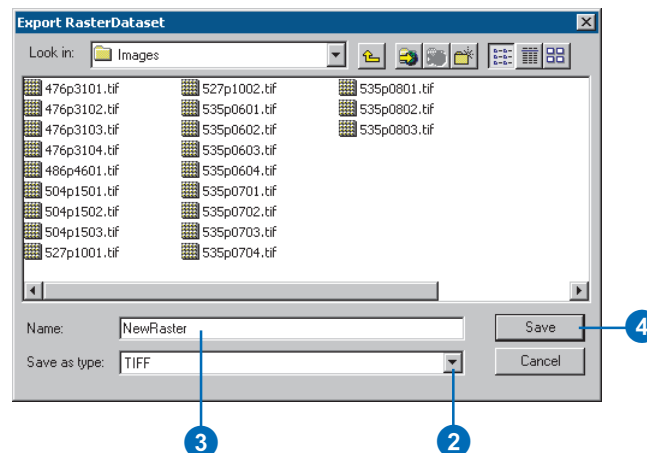 Export RasterDataset
Look in: Images
476p3101.tif 527p1002.tif 535p0801.tif
476p3102.tif 535p0601.tif 535p0802.tif
476p3103.tif 535p0602.tif 535p0803.tif
476p3104.tif 535p0603.tif
486p4601.tif 535p0604.tif
504p1501.tif 535p0701.tif
504p1502.tif 535p0702.tif
504p1503.tif 535p0703.tif
527p1001.tif 535p0704.tif
Name: NewRaster Save 4
Save as type: TIFF Cancel
3 2